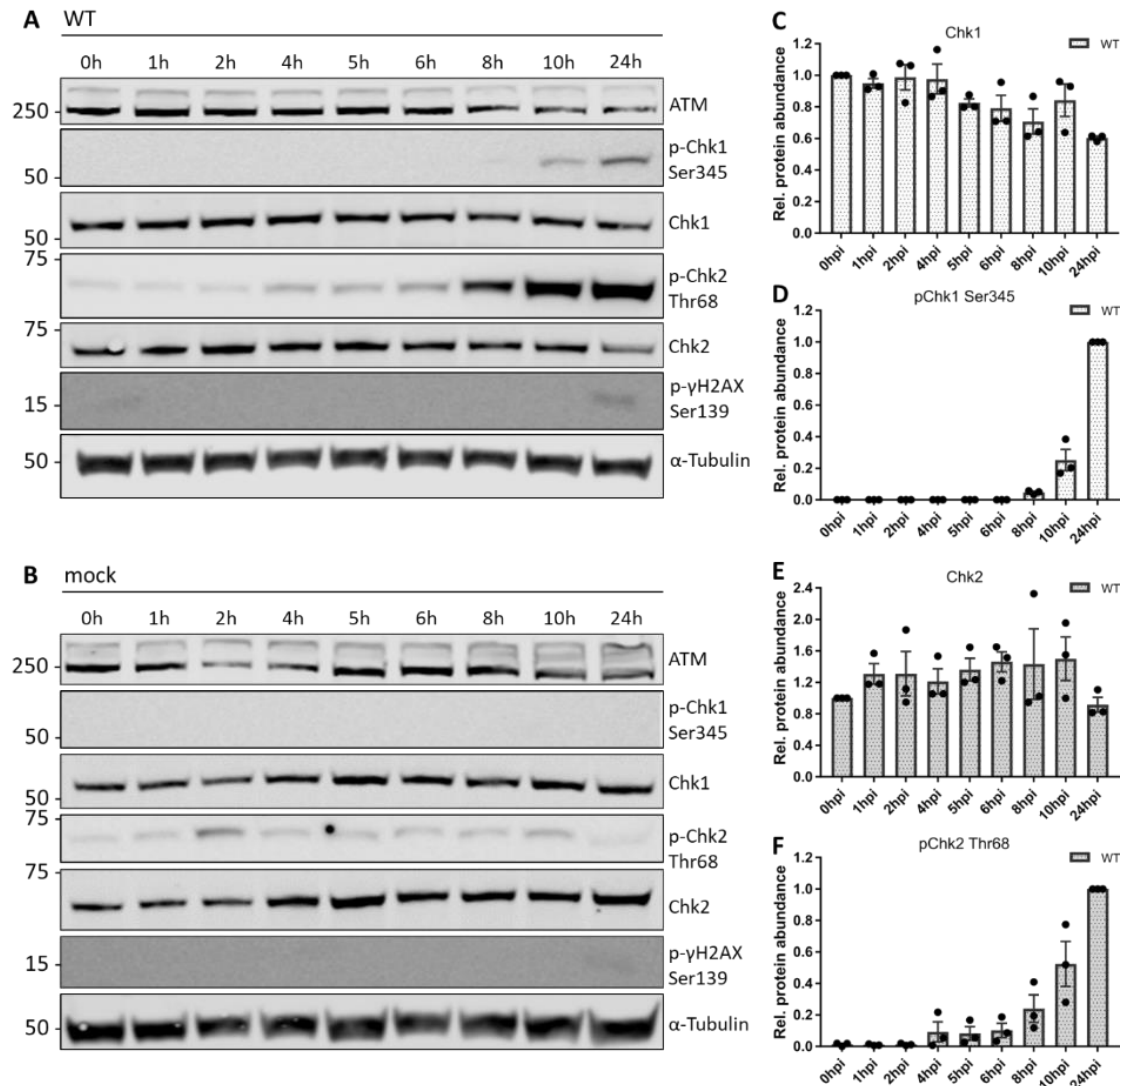 A WT
0h 1h 2h 4h 5h 6h 8h 10h 24h
250 ATM
p-Chk1
50 Ser345
50 Chk1
75 p-Chk2
Thr68
75 Chk2
p-γH2AX
15 Ser139
50 α-Tubulin
B mock
0h 1h 2h 4h 5h 6h 8h 10h 24h
250 ATM
p-Chk1
50 Ser345
50 Chk1
75 p-Chk2
Thr68
75 Chk2
p-γH2AX
15 Ser139
50 α-Tubulin
C Chk1
WT
Rel. protein abundance
1.2
1.0
0.8
0.6
0.4
0.2
0.0
0hpi 1hpi 2hpi 4hpi 5hpi 6hpi 8hpi 10hpi 24hpi
D pChk1 Ser345
WT
Rel. protein abundance
1.2
1.0
0.8
0.6
0.4
0.2
0.0
0hpi 1hpi 2hpi 4hpi 5hpi 6hpi 8hpi 10hpi 24hpi
E Chk2
WT
Rel. protein abundance
2.4
2.0
1.6
1.2
0.8
0.4
0.0
0hpi 1hpi 2hpi 4hpi 5hpi 6hpi 8hpi 10hpi 24hpi
F pChk2 Thr68
WT
Rel. protein abundance
1.2
1.0
0.8
0.6
0.4
0.2
0.0
0hpi 1hpi 2hpi 4hpi 5hpi 6hpi 8hpi 10hpi 24hpi